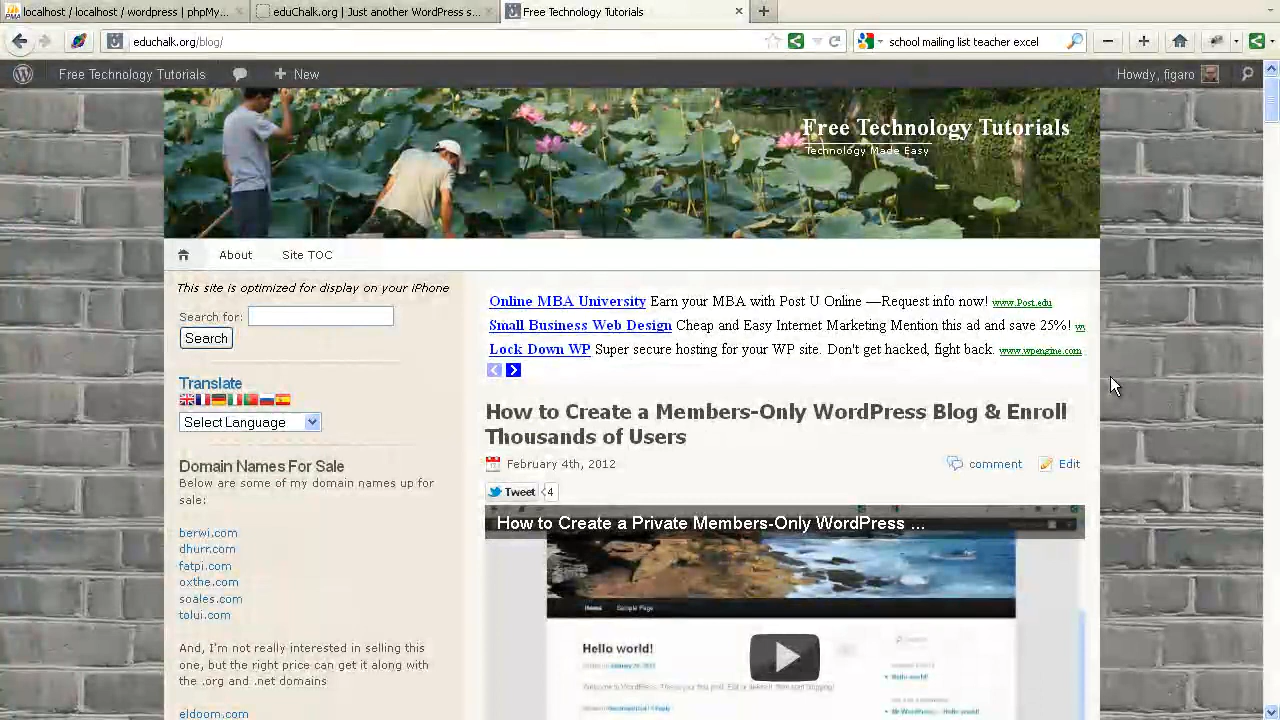 localhost / localhost / wordpress | phpMy...
eduChalk.org | Just another WordPress s...
Free Technology Tutorials
educhalk.org/blog/
school mailing list teacher excel
Free Technology Tutorials
New
Howdy, figaro
Free Technology Tutorials
Technology Made Easy
About
Site TOC
This site is optimized for display on your iPhone
Search for:
Search
Translate
Select Language
Domain Names For Sale
Below are some of my domain names up for
sale:
berwi.com
dhurr.com
fatpi.com
oxthe.com
soales.com
toluu.com
ortu. I'm not really interested in selling this
one, but the right price can get it along with
.org and .net domains
Online MBA University Earn your MBA with Post U Online —Request info now! www.Post.edu
Small Business Web Design Cheap and Easy Internet Marketing Mention this ad and save 25%!
Lock Down WP Super secure hosting for your WP site. Don't get hacked, fight back. www.wpengine.com
How to Create a Members-Only WordPress Blog & Enroll
Thousands of Users
February 4th, 2012
comment
Edit
Tweet
4
How to Create a Private Members-Only WordPress ...
Home
Sample Page
Hello world!
Hello world!